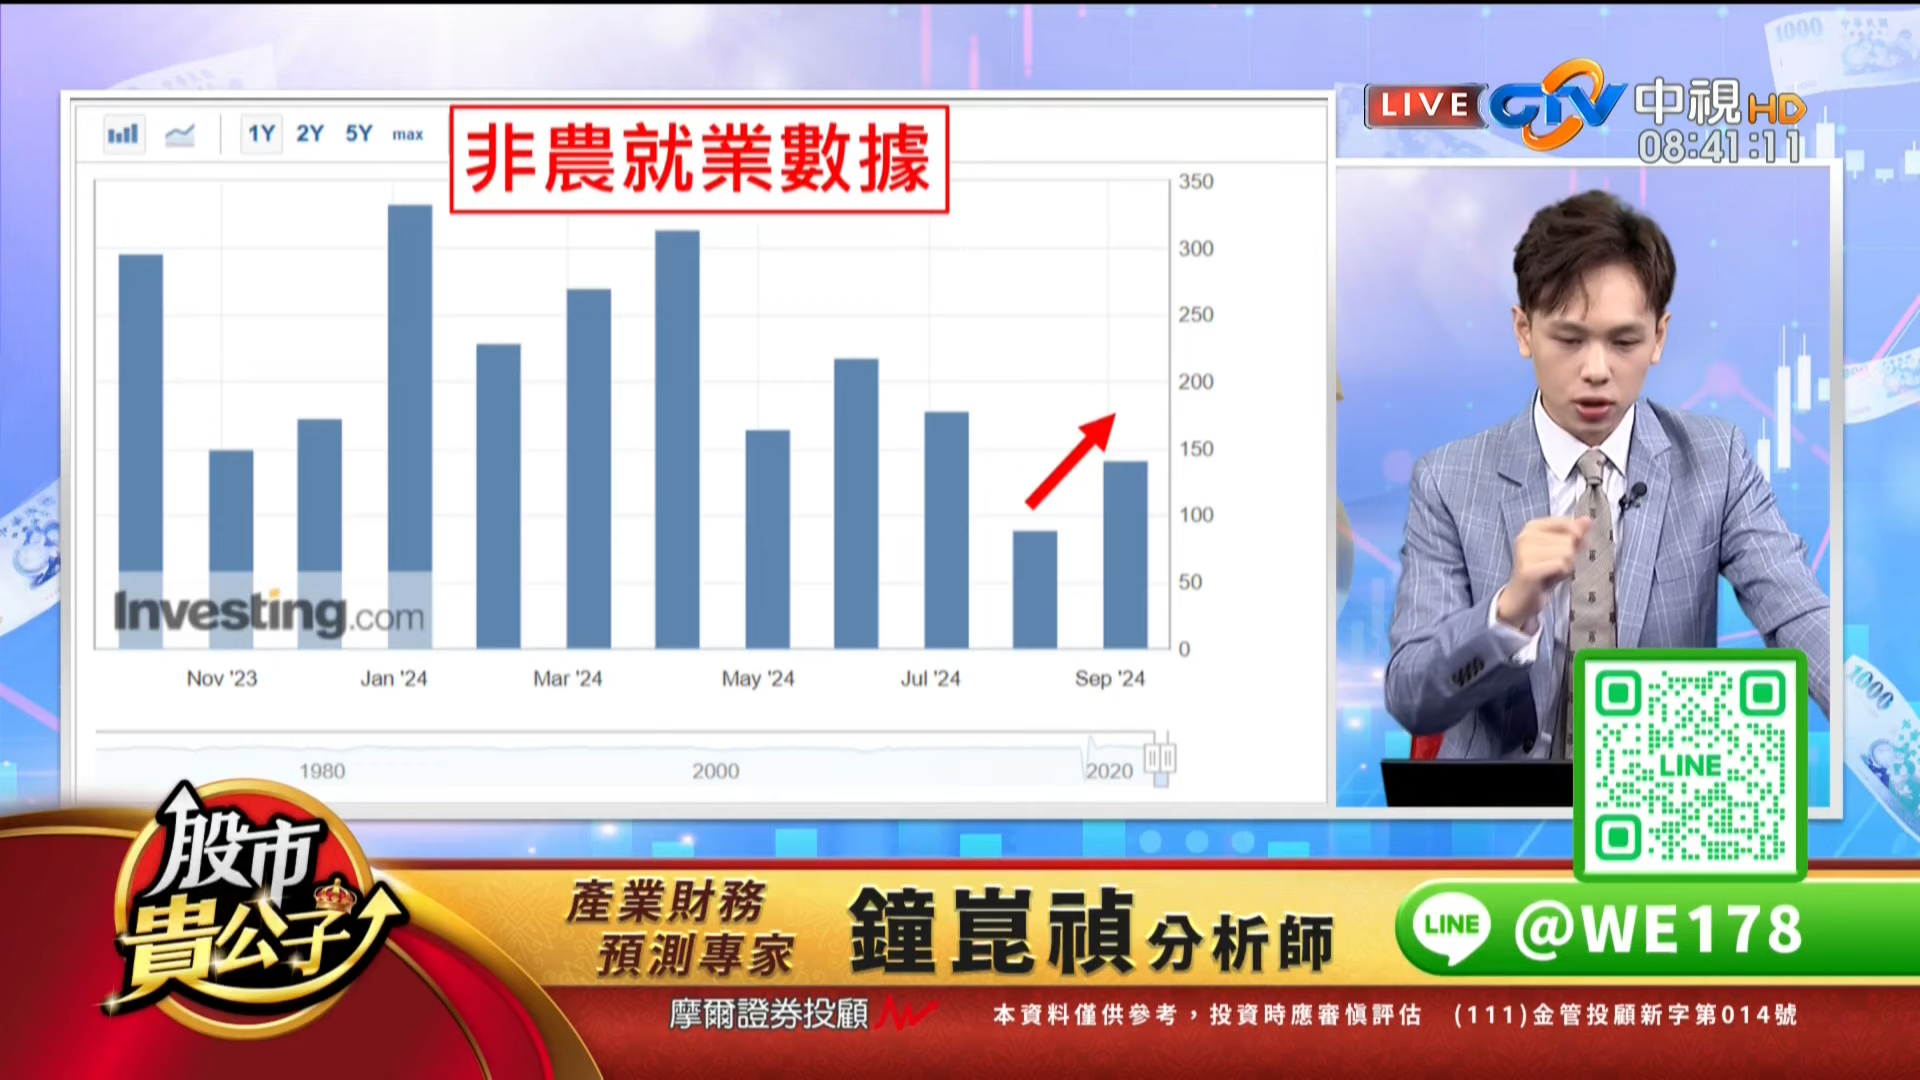 1Y 2Y 5Y max
非農就業數據
LIVE CTV 中視 HD
08:41:11
350
300
250
200
150
100
50
0
Investing.com
Nov '23 Jan '24 Mar '24 May '24 Jul '24 Sep '24
1980 2000 2020
LINE
股市
貴公子
產業財務
預測專家
鐘崑禎 分析師
LINE @WE178
摩爾證券投顧
本資料僅供參考，投資時應審慎評估 (111)金管投顧新字第014號
1000
1000